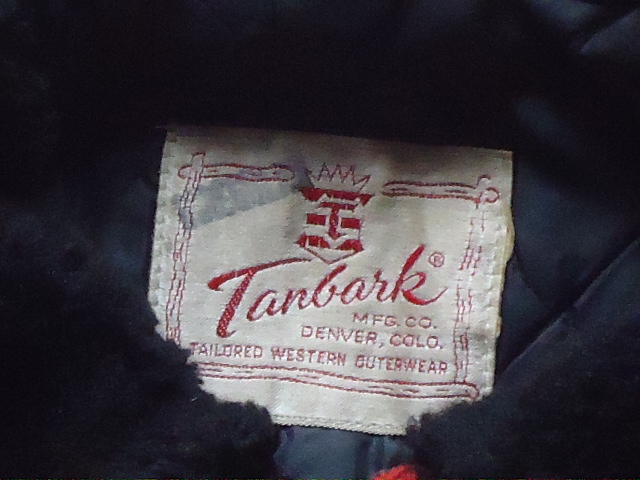 Tanbark®
MFG. CO.
DENVER, COLO.
TAILORED WESTERN OUTERWEAR